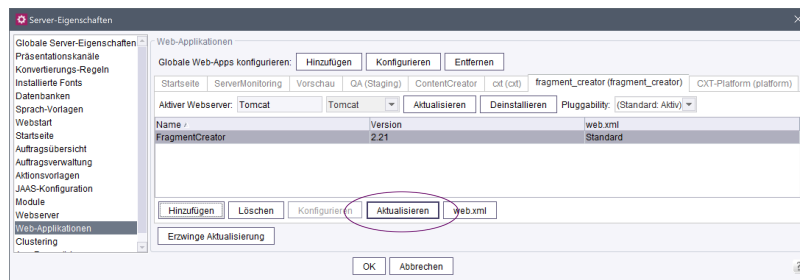 Server-Eigenschaften
Globale Server-Eigenschaften
Präsentationskanäle
Konvertierungs-Regeln
Installierte Fonts
Datenbanken
Sprach-Vorlagen
Webstart
Startseite
Auftragsübersicht
Auftragsverwaltung
Aktionsvorlagen
JAAS-Konfiguration
Module
Webserver
Web-Applikationen
Clustering
Web-Applikationen
Globale Web-Apps konfigurieren: Hinzufügen Konfigurieren Entfernen
Startseite ServerMonitoring Vorschau QA (Staging) ContentCreator cxt (cxt) fragment_creator (fragment_creator) CXT-Platform (platform)
Aktiver Webserver: Tomcat Tomcat Aktualisieren Deinstallieren Pluggability: (Standard: Aktiv)
Name Version web.xml
FragmentCreator 2.21 Standard
Hinzufügen Löschen Konfigurieren Aktualisieren web.xml
Erzwinge Aktualisierung
OK Abbrechen